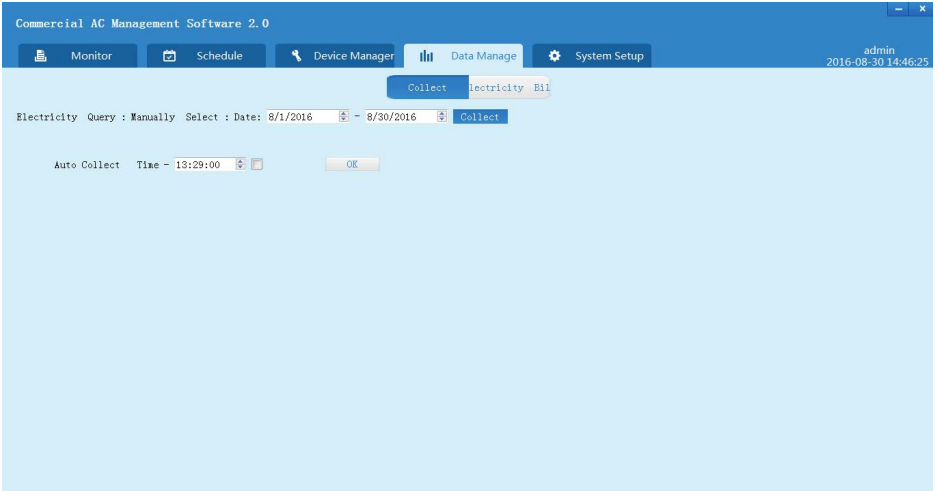 Commercial AC Management Software 2.0
Monitor Schedule Device Manager Data Manage System Setup admin
2016-08-30 14:46:25
Collect lectricity Bil
Electricity Query : Manually Select : Date: 8/1/2016 - 8/30/2016 Collect
Auto Collect Time - 13:29:00 OK